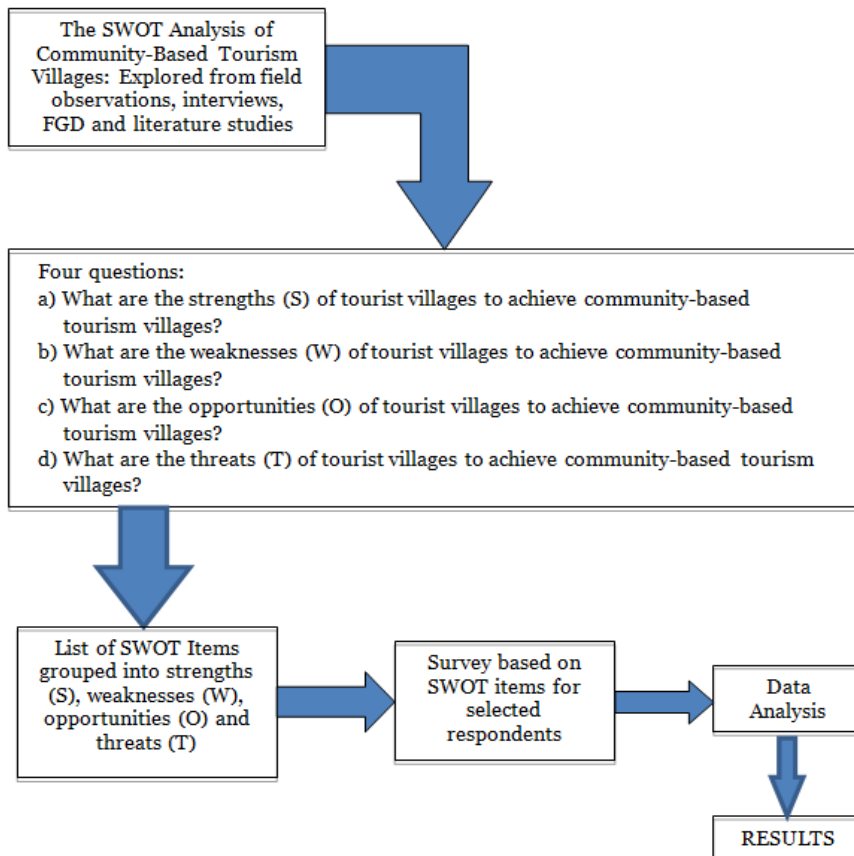 The SWOT Analysis of
Community-Based Tourism
Villages: Explored from field
observations, interviews,
FGD and literature studies
Four questions:
a) What are the strengths (S) of tourist villages to achieve community-based
tourism villages?
b) What are the weaknesses (W) of tourist villages to achieve community-based
tourism villages?
c) What are the opportunities (O) of tourist villages to achieve community-based
tourism villages?
d) What are the threats (T) of tourist villages to achieve community-based tourism
villages?
List of SWOT Items
grouped into strengths
(S), weaknesses (W),
opportunities (O) and
threats (T)
Survey based on
SWOT items for
selected
respondents
Data
Analysis
RESULTS